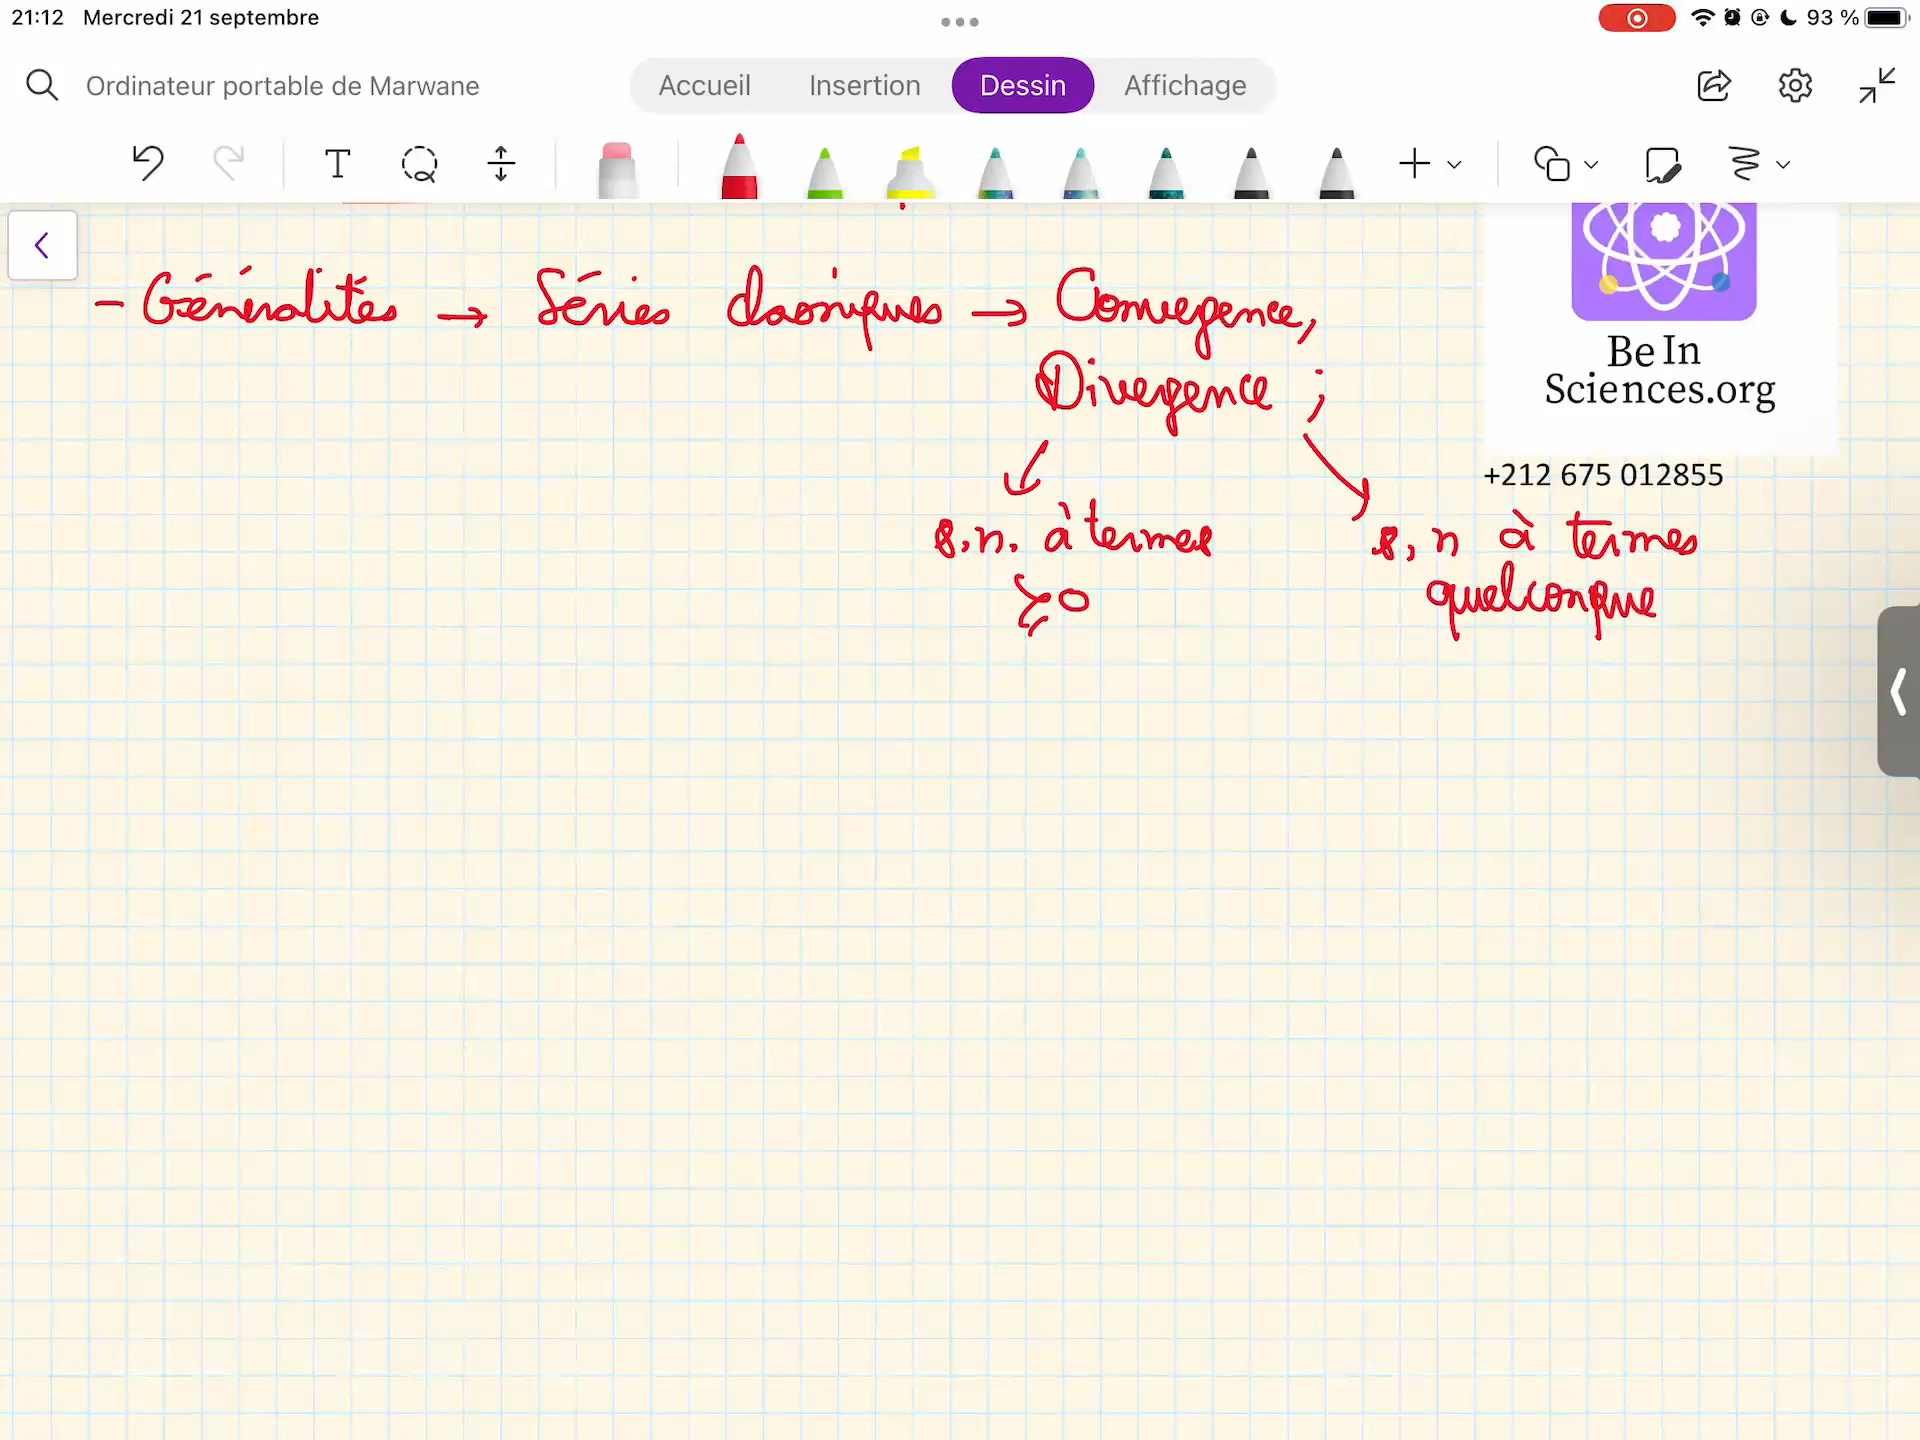 21:12 Mercredi 21 septembre 93 %
Ordinateur portable de Marwane Accueil Insertion Dessin Affichage
T
- Généralités → Séries classiques → Convergence,
Divergence ;
s.n. à termes
≥0
s,n à termes
quelconque
Be In
Sciences.org
+212 675 012855